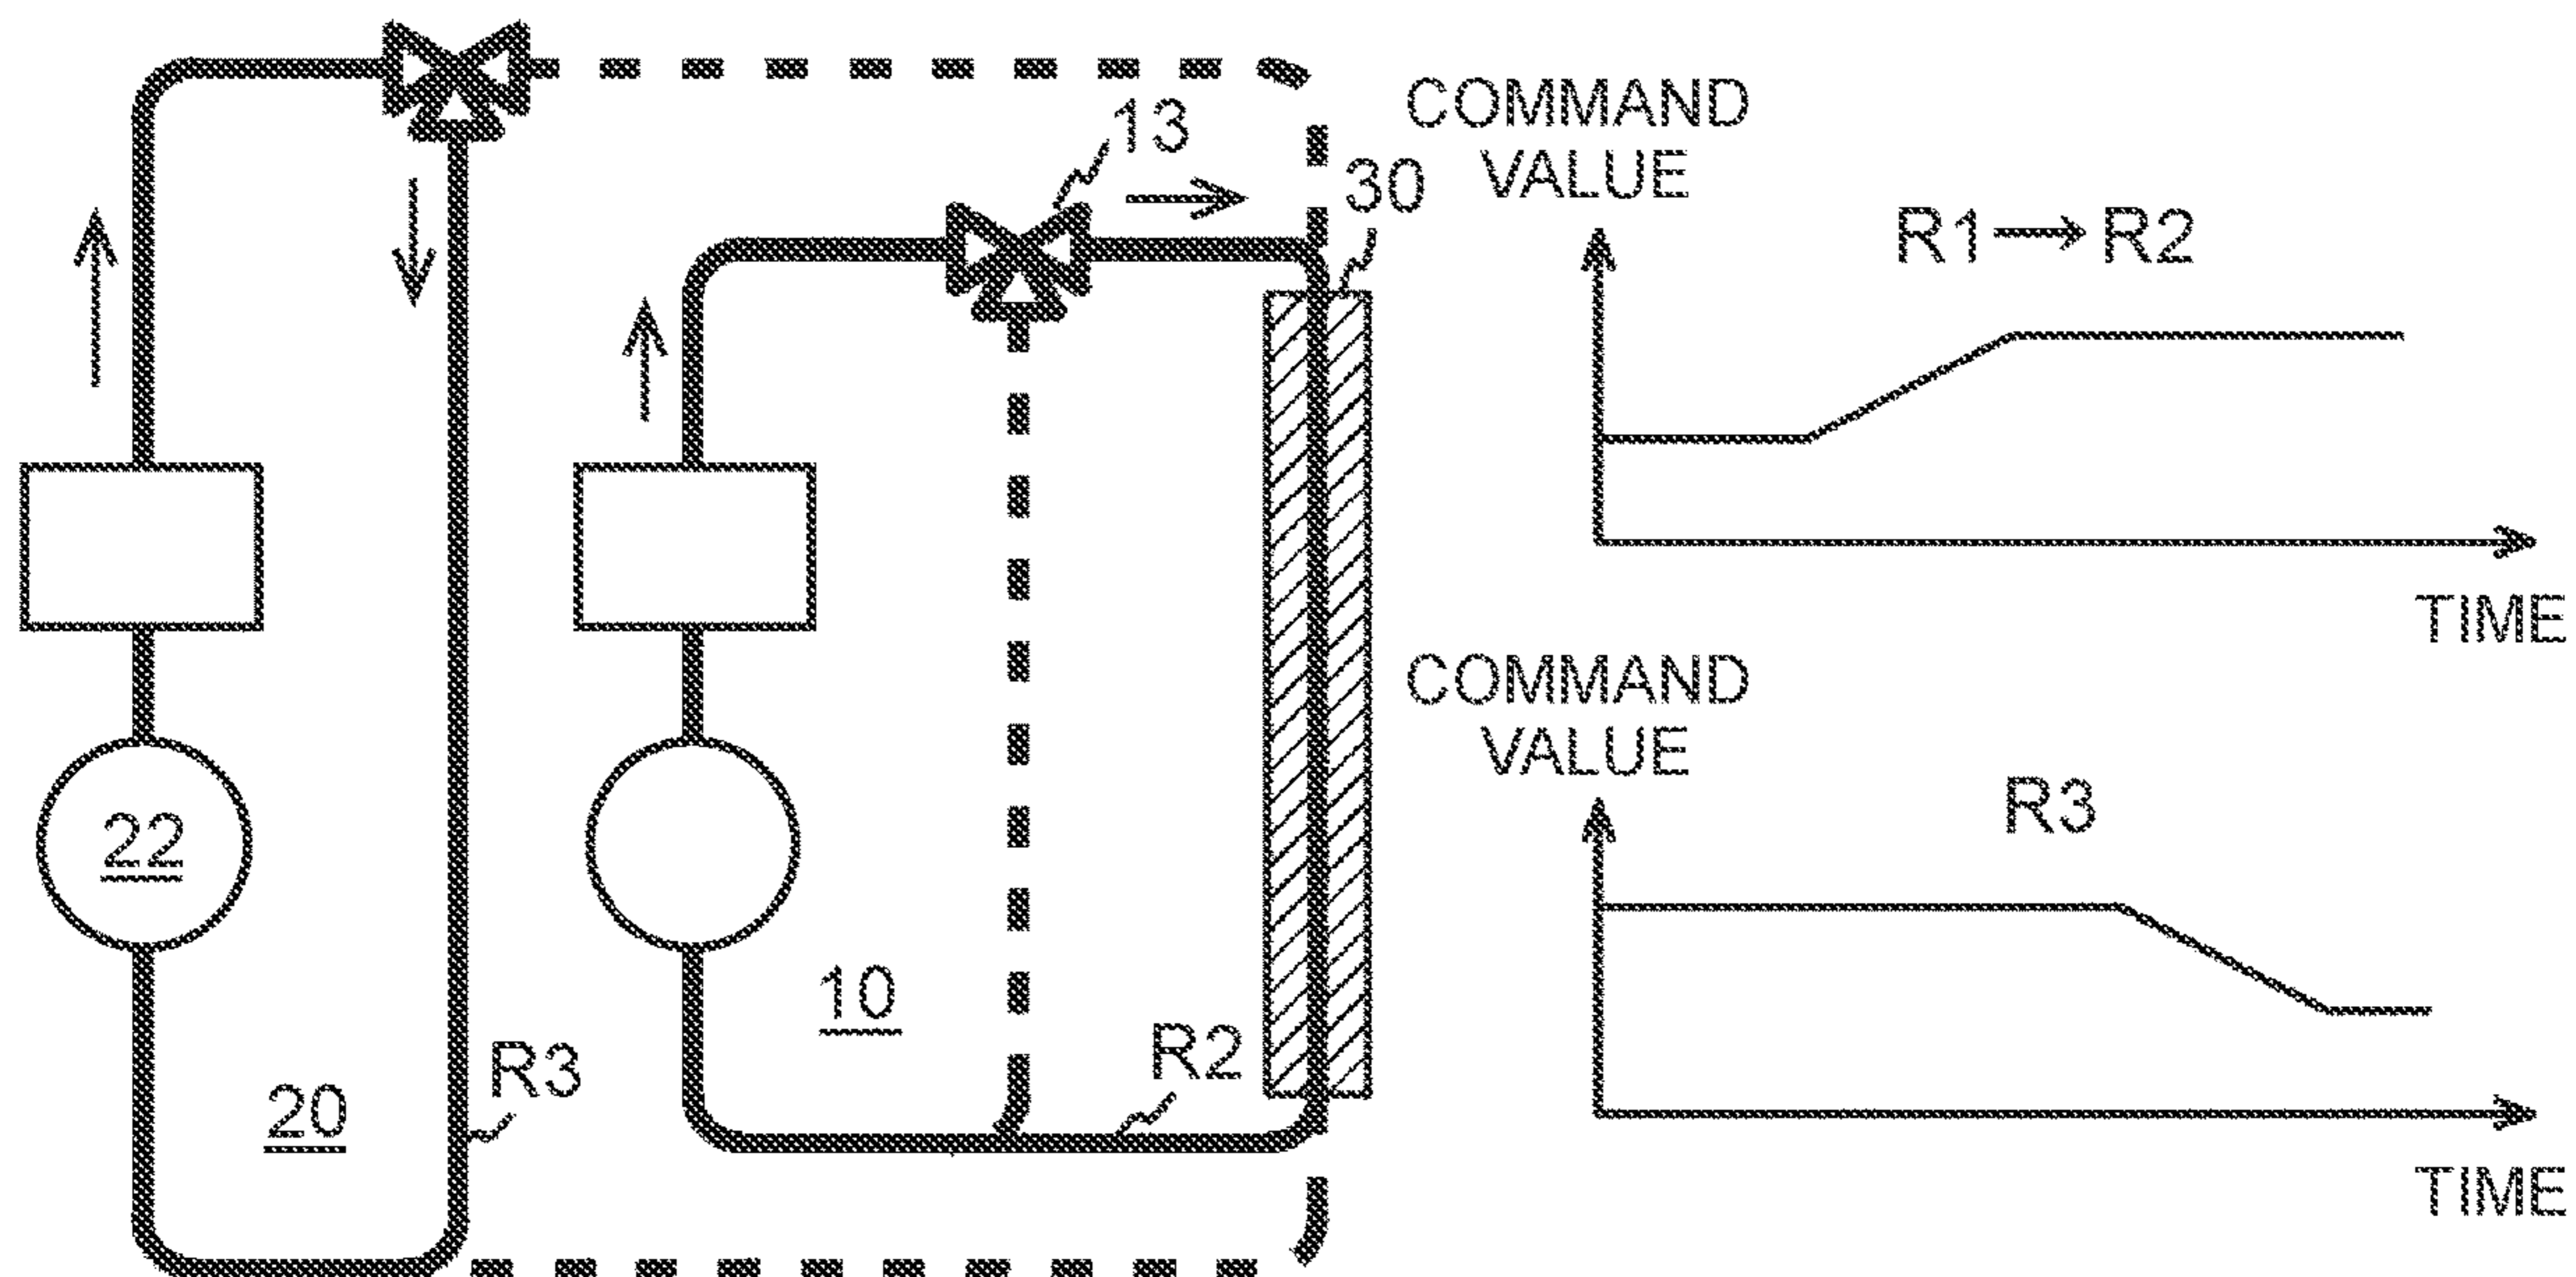 13
30
22
10
20
R3
R2
COMMAND
VALUE
R1→R2
TIME
COMMAND
VALUE
R3
TIME